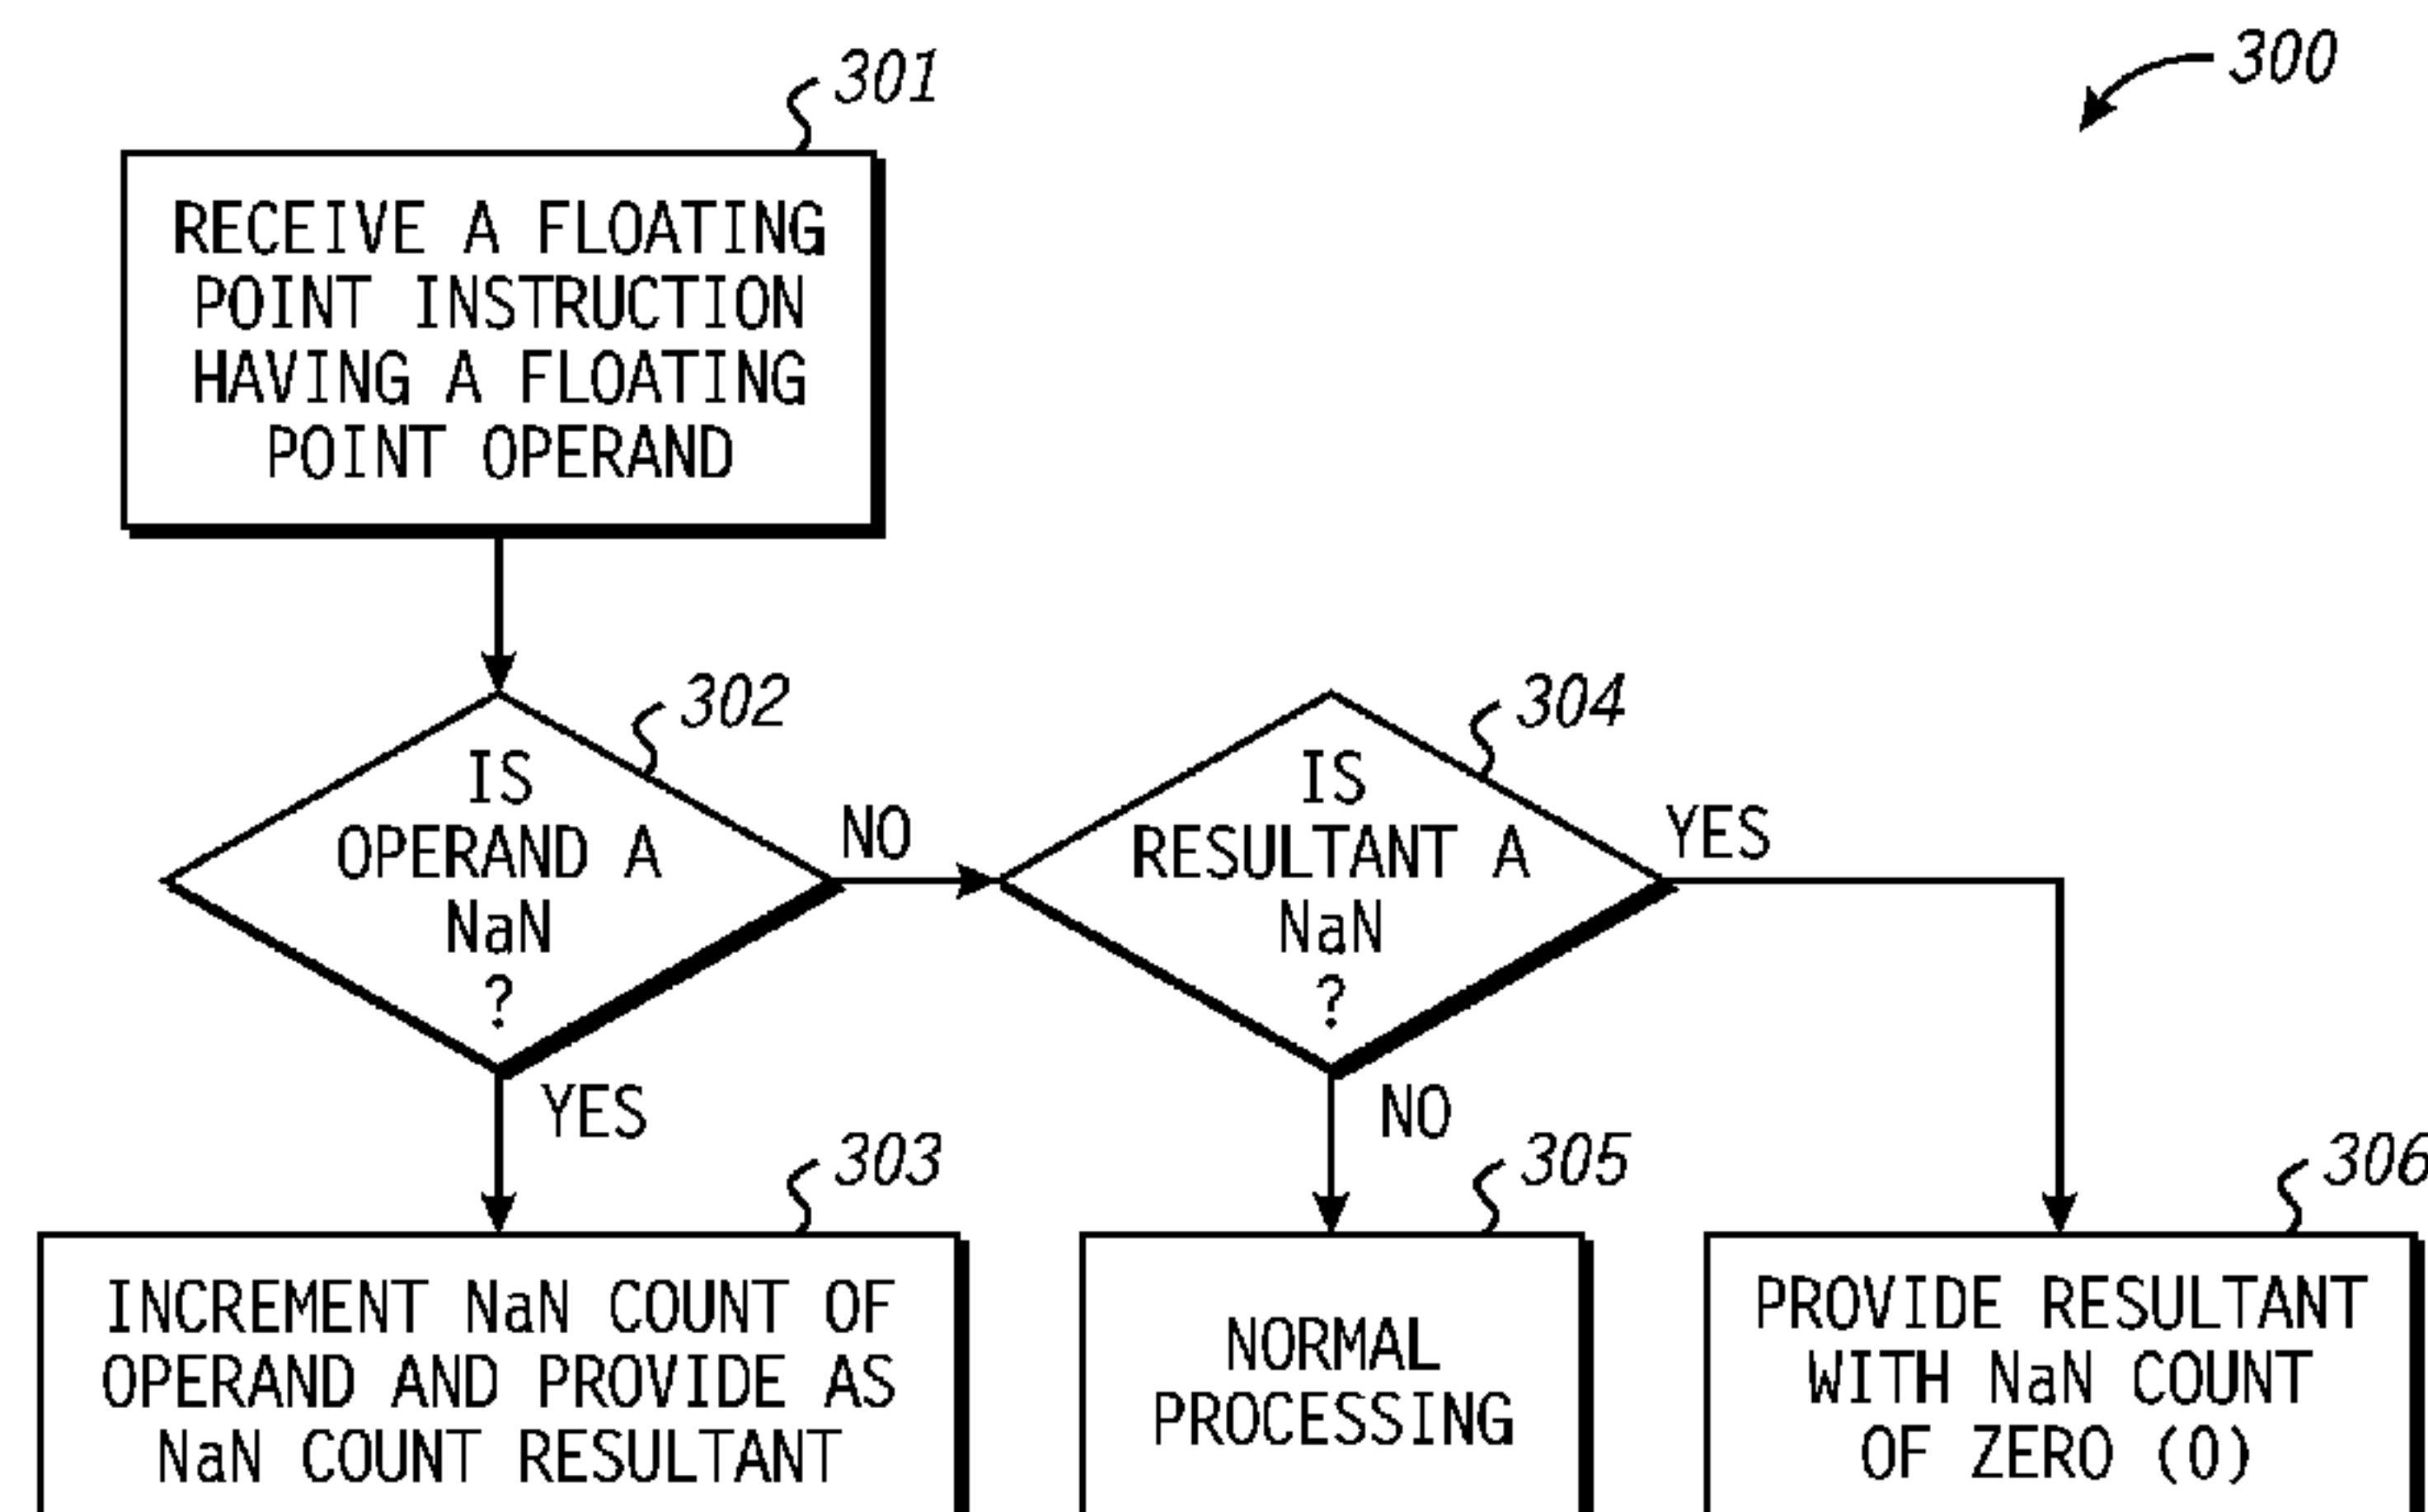 301
300
RECEIVE A FLOATING
POINT INSTRUCTION
HAVING A FLOATING
POINT OPERAND
302
IS
OPERAND A
NaN
?
NO
YES
304
IS
RESULTANT A
NaN
?
YES
NO
303
INCREMENT NaN COUNT OF
OPERAND AND PROVIDE AS
NaN COUNT RESULTANT
305
NORMAL
PROCESSING
306
PROVIDE RESULTANT
WITH NaN COUNT
OF ZERO (0)